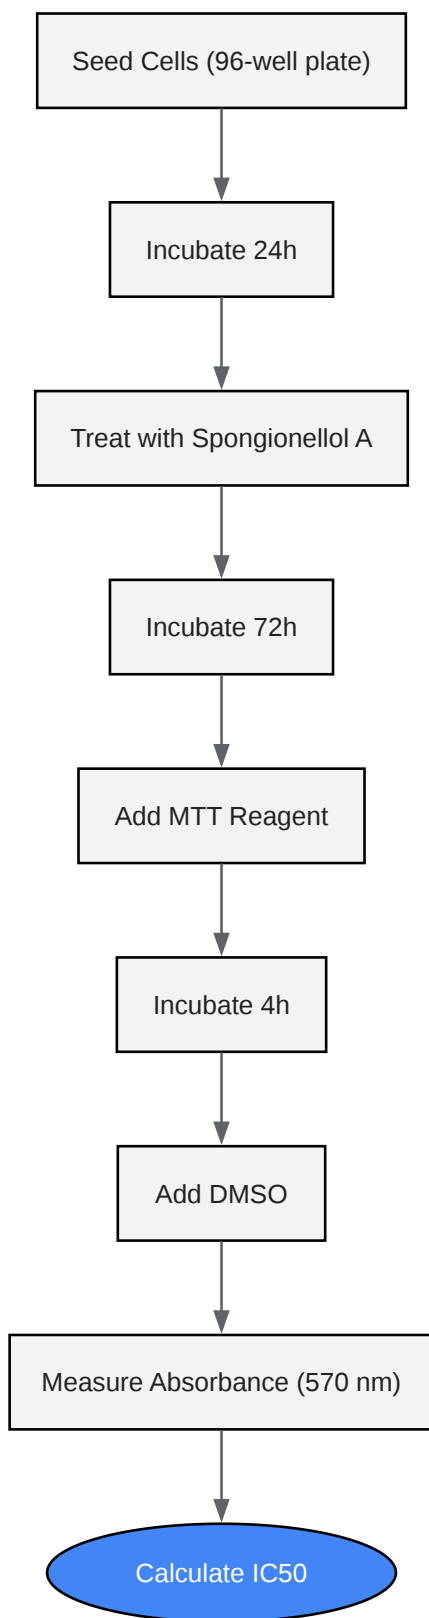 Seed Cells (96-well plate)
Incubate 24h
Treat with Spongionellol A
Incubate 72h
Add MTT Reagent
Incubate 4h
Add DMSO
Measure Absorbance (570 nm)
Calculate IC50